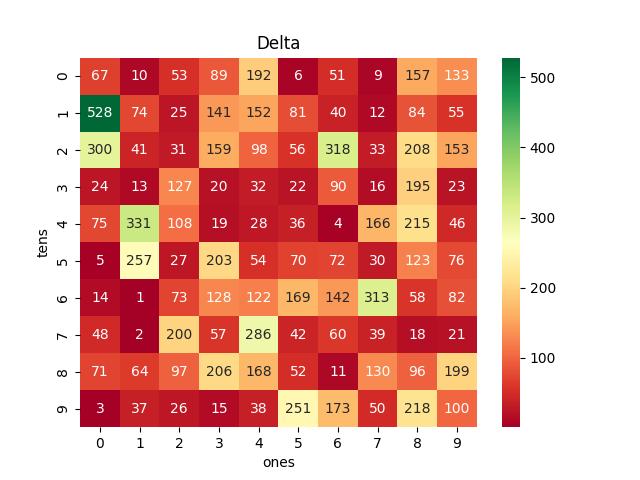 Delta
0 67 10 53 89 192 6 51 9 157 133
1 528 74 25 141 152 81 40 12 84 55
2 300 41 31 159 98 56 318 33 208 153
3 24 13 127 20 32 22 90 16 195 23
4 75 331 108 19 28 36 4 166 215 46
5 5 257 27 203 54 70 72 30 123 76
6 14 1 73 128 122 169 142 313 58 82
7 48 2 200 57 286 42 60 39 18 21
8 71 64 97 206 168 52 11 130 96 199
9 3 37 26 15 38 251 173 50 218 100
0 1 2 3 4 5 6 7 8 9
ones
tens
500
400
300
200
100